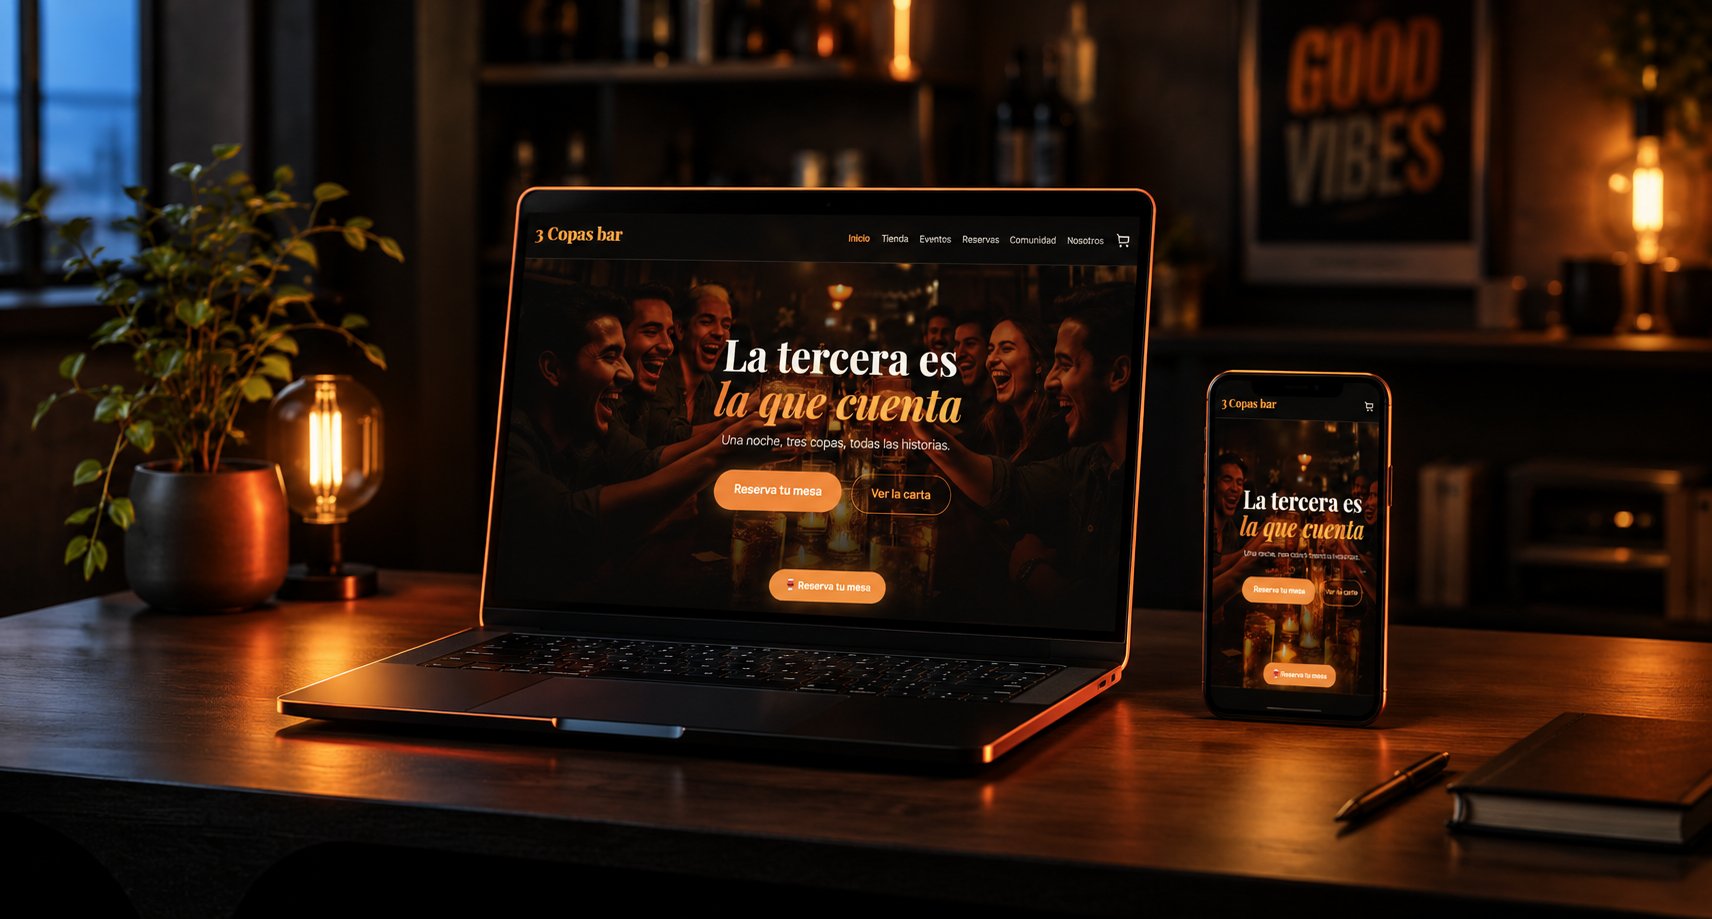 GOOD
VIBES
3 Copas bar
Inicio Tienda Eventos Reservas Comunidad Nosotros
La tercera es
la que cuenta
Una noche, tres copas, todas las historias.
Reserva tu mesa Ver la carta
Reserva tu mesa
3 Copas bar
La tercera es
la que cuenta
Una noche,
Reserva tu mesa Ver la carta
Reserva tu mesa